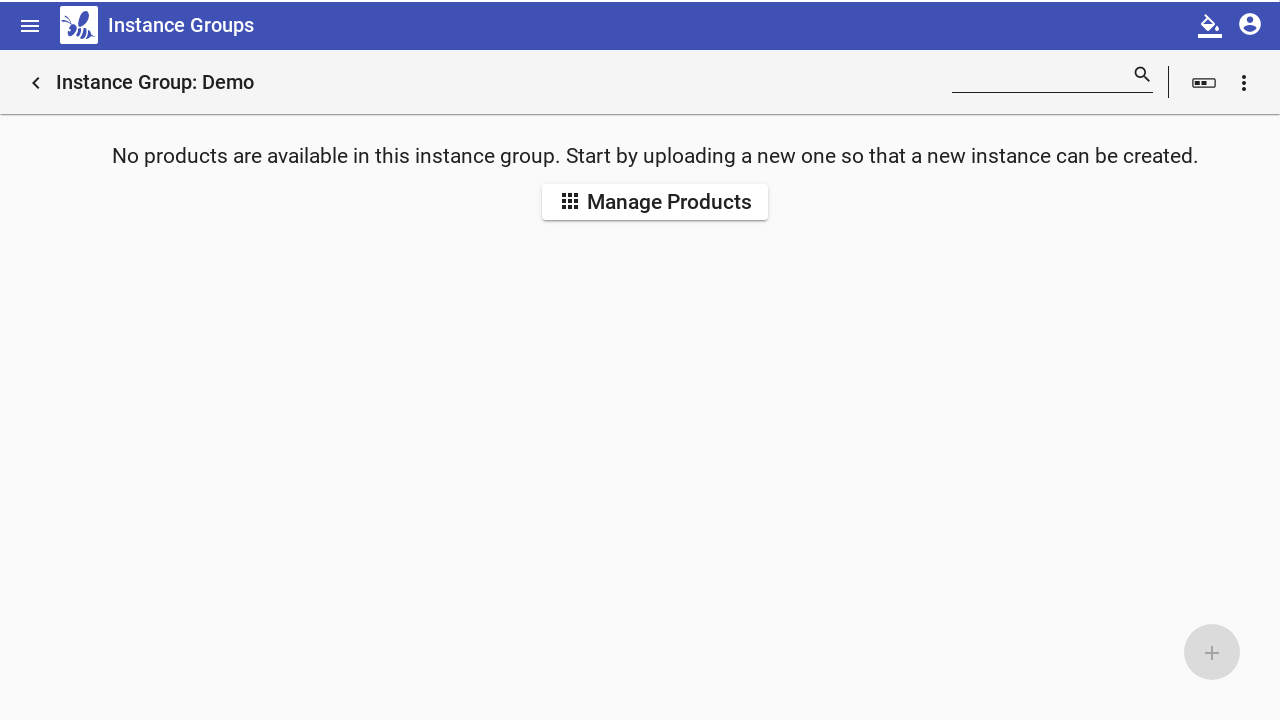 Instance Groups
Instance Group: Demo
No products are available in this instance group. Start by uploading a new one so that a new instance can be created.
Manage Products